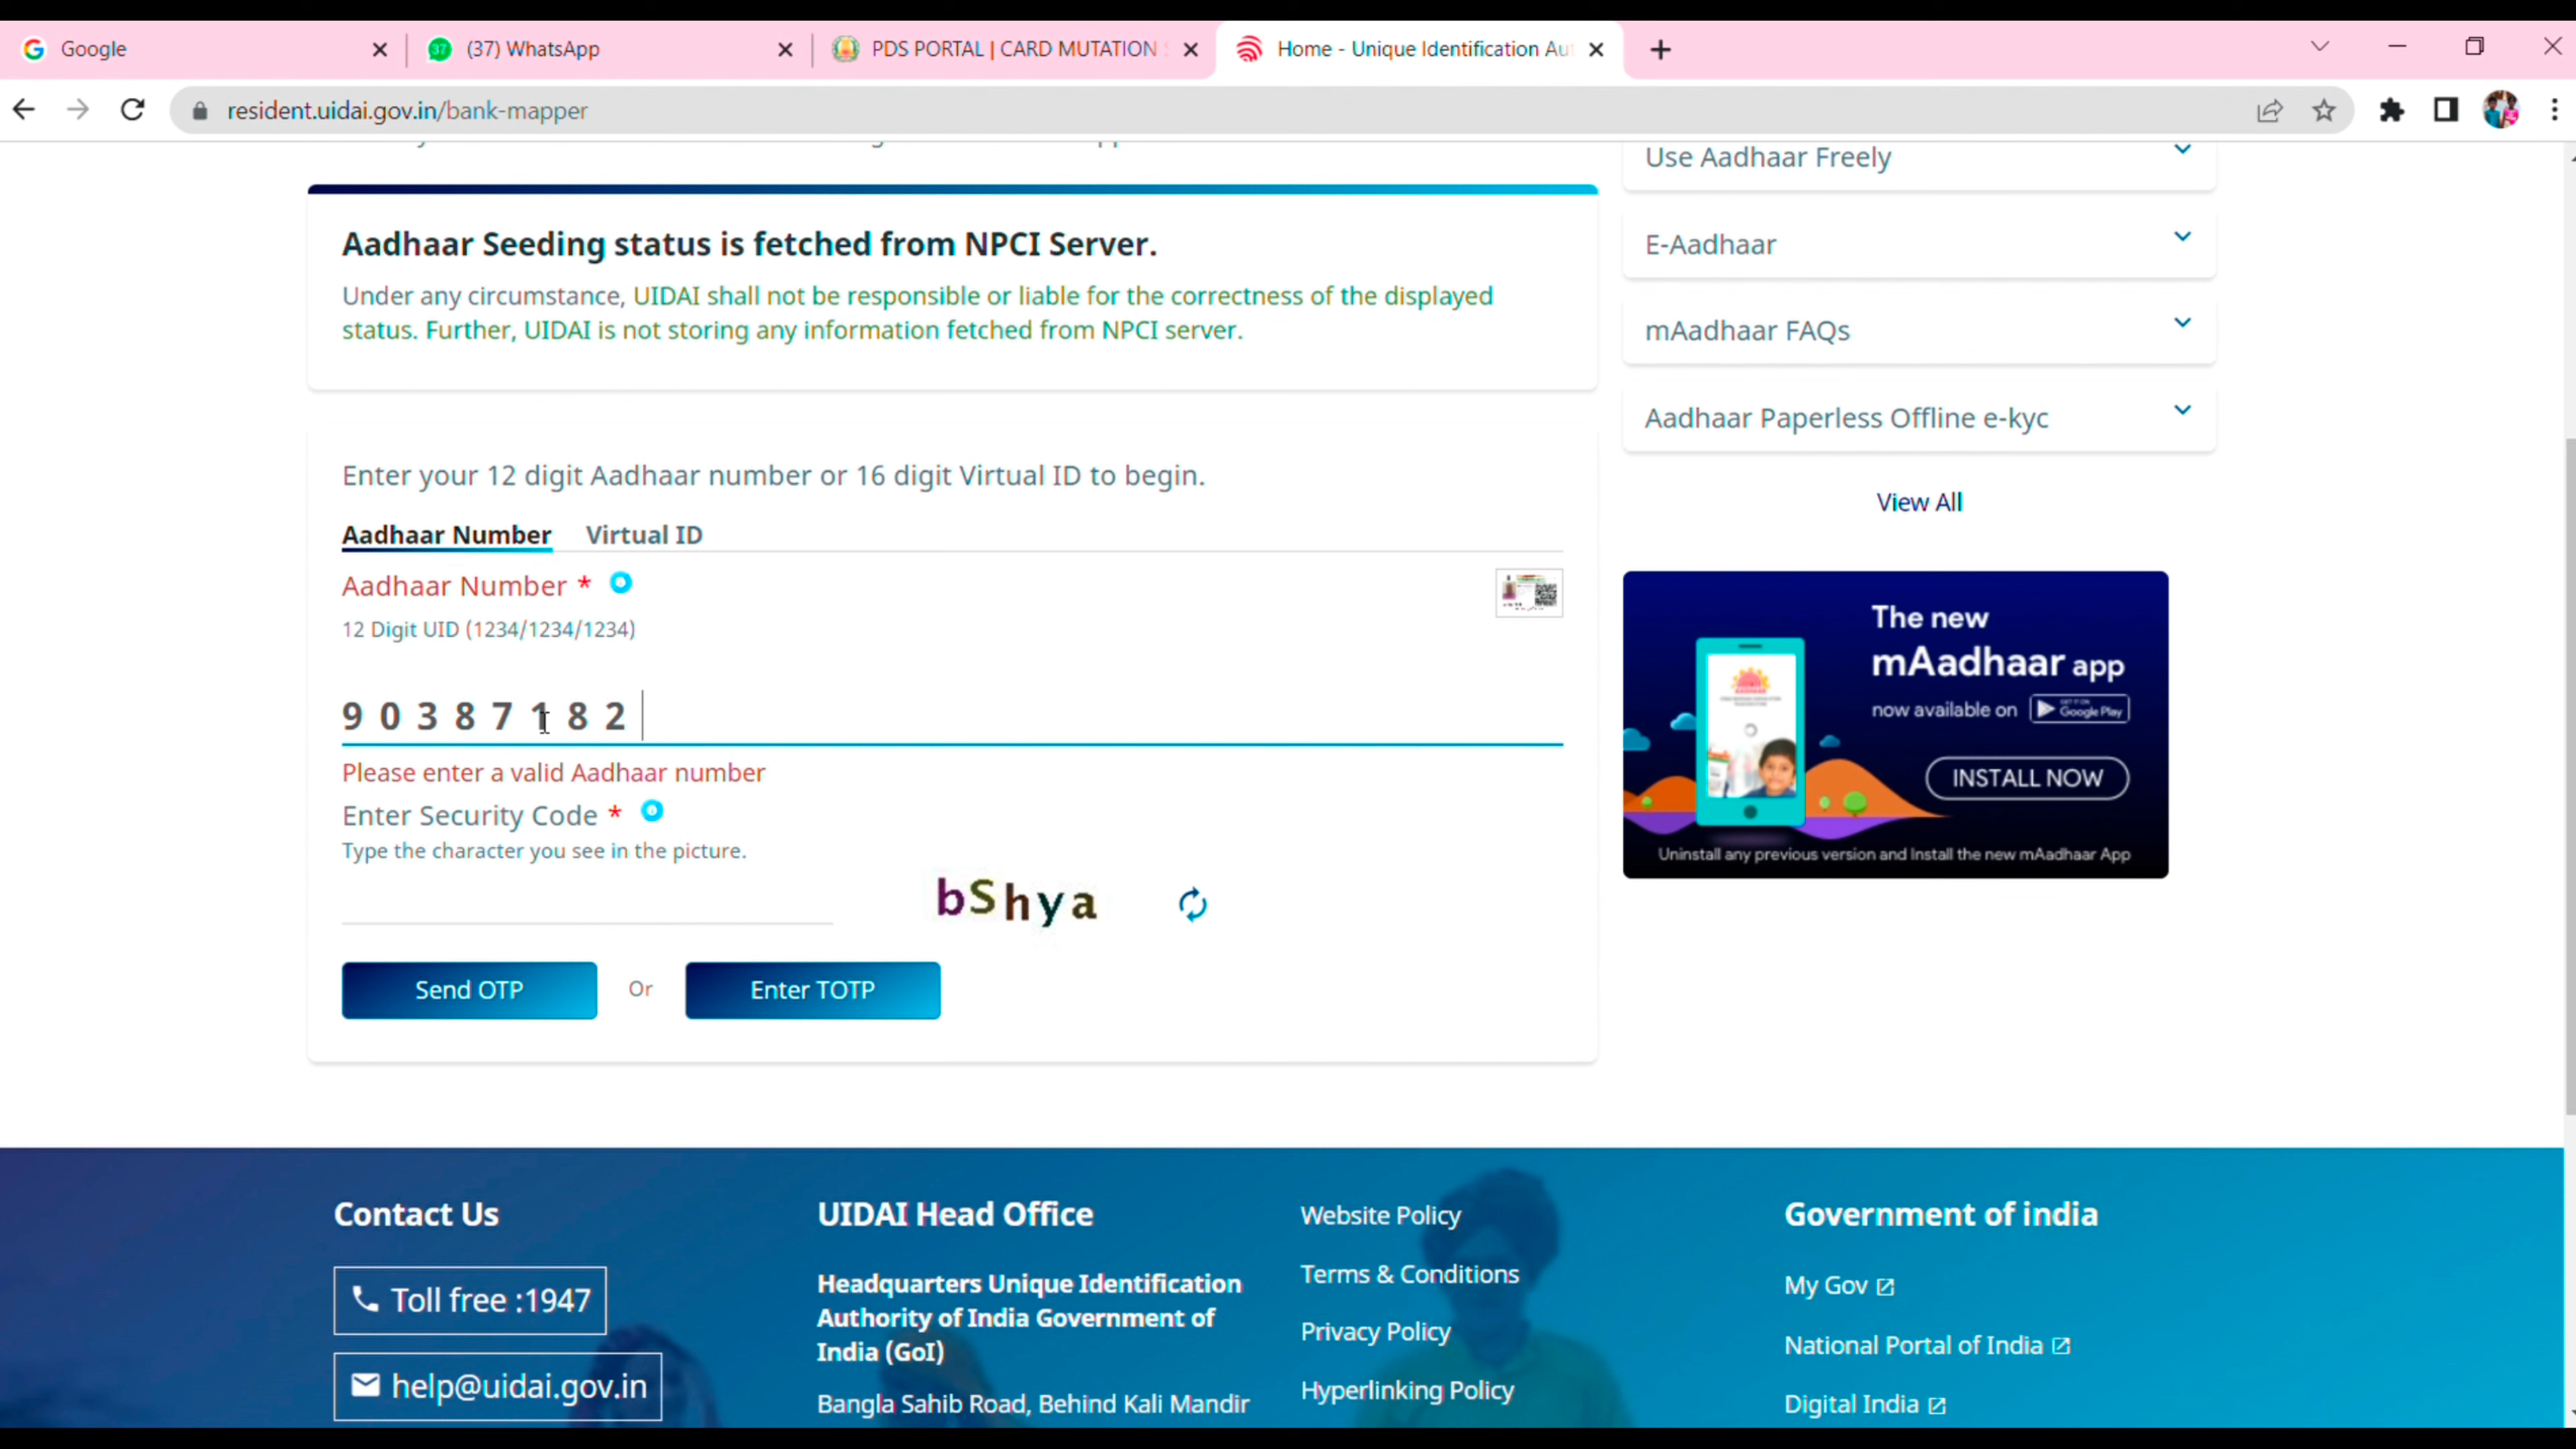 Google
(37) WhatsApp
PDS PORTAL | CARD MUTATION
Home - Unique Identification Aut
resident.uidai.gov.in/bank-mapper
Aadhaar Seeding status is fetched from NPCI Server.
Under any circumstance, UIDAI shall not be responsible or liable for the correctness of the displayed
status. Further, UIDAI is not storing any information fetched from NPCI server.
Enter your 12 digit Aadhaar number or 16 digit Virtual ID to begin.
Aadhaar Number Virtual ID
Aadhaar Number *
12 Digit UID (1234/1234/1234)
9 0 3 8 7 1 8 2
Please enter a valid Aadhaar number
Enter Security Code *
Type the character you see in the picture.
bShya
Send OTP Or Enter TOTP
Use Aadhaar Freely
E-Aadhaar
mAadhaar FAQs
Aadhaar Paperless Offline e-kyc
View All
The new
mAadhaar app
now available on GET IT ON Google Play
INSTALL NOW
Uninstall any previous version and Install the new mAadhaar App
Contact Us
Toll free :1947
help@uidai.gov.in
UIDAI Head Office
Headquarters Unique Identification
Authority of India Government of
India (GoI)
Bangla Sahib Road, Behind Kali Mandir
Website Policy
Terms & Conditions
Privacy Policy
Hyperlinking Policy
Government of india
My Gov
National Portal of India
Digital India